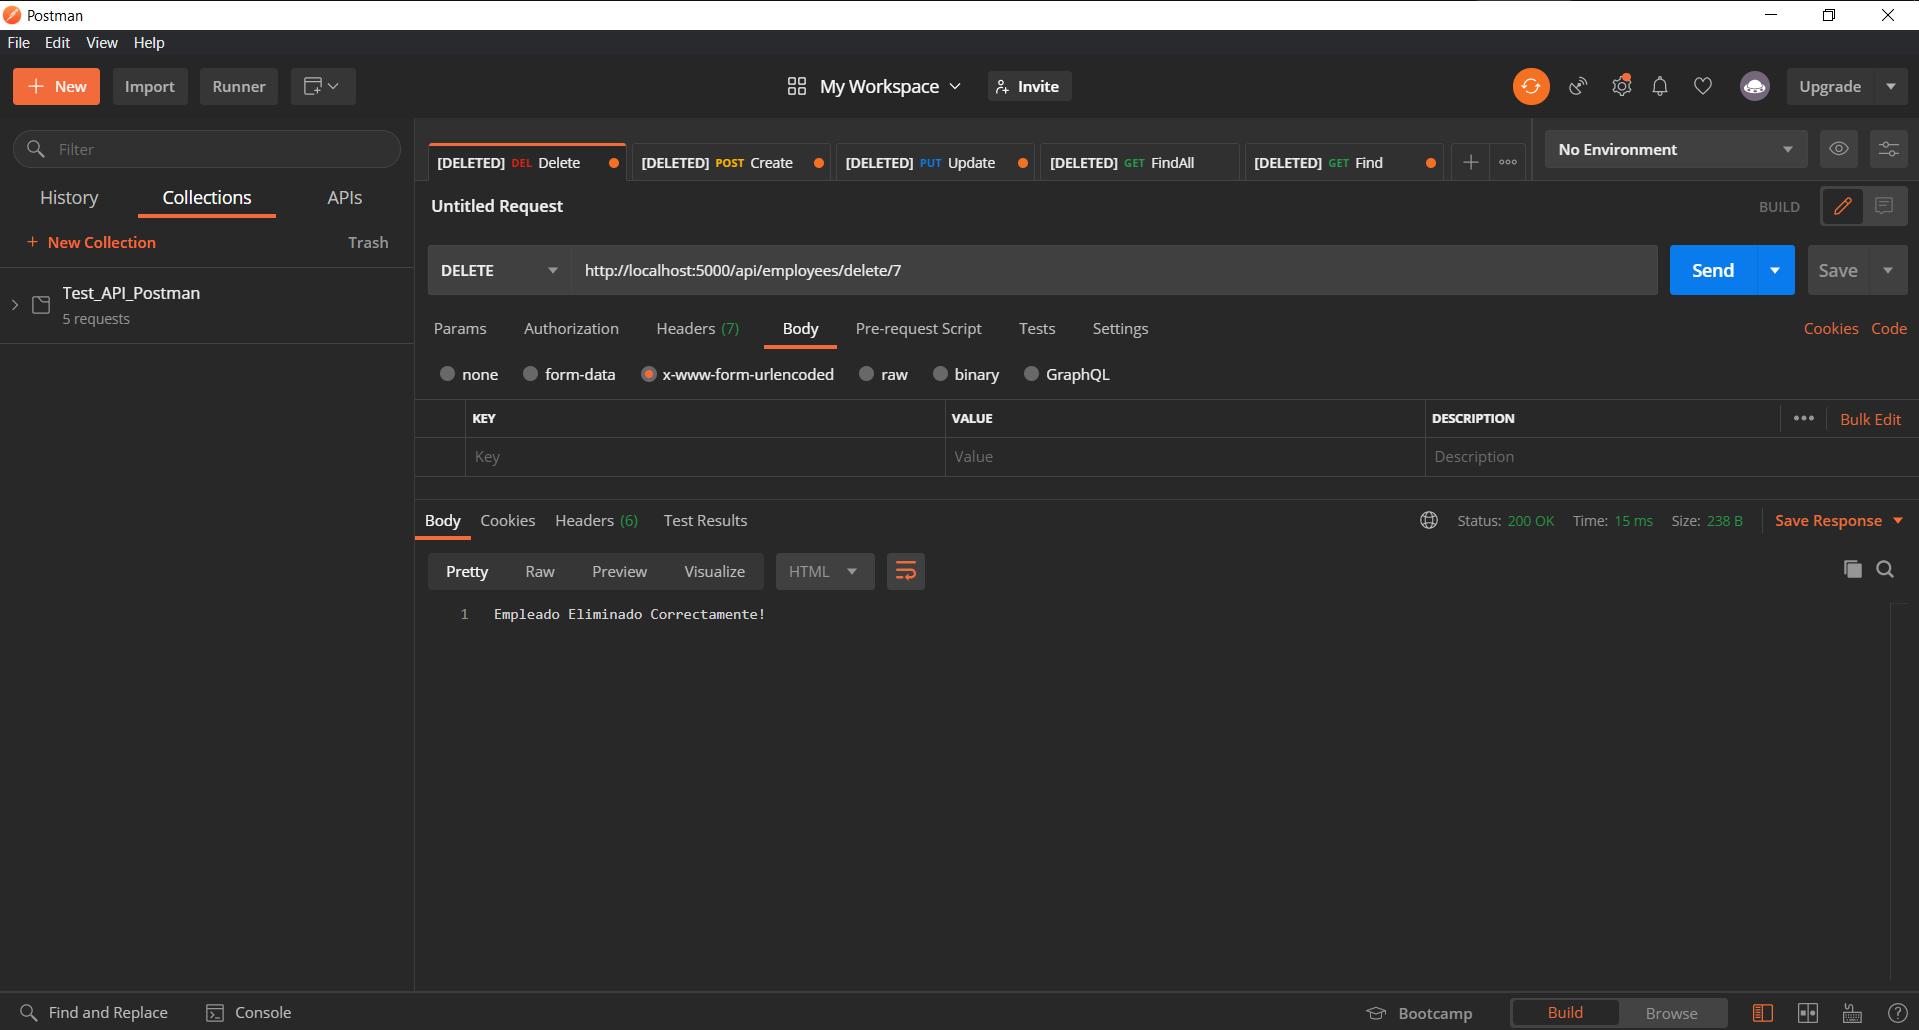 Postman
File Edit View Help
New Import Runner My Workspace Invite Upgrade
Filter
History Collections APIs
New Collection Trash
Test_API_Postman
5 requests
[DELETED] DEL Delete [DELETED] POST Create [DELETED] PUT Update [DELETED] GET FindAll [DELETED] GET Find No Environment
Untitled Request BUILD
DELETE http://localhost:5000/api/employees/delete/7 Send Save
Params Authorization Headers (7) Body Pre-request Script Tests Settings Cookies Code
none form-data x-www-form-urlencoded raw binary GraphQL
KEY VALUE DESCRIPTION Bulk Edit
Key Value Description
Body Cookies Headers (6) Test Results Status: 200 OK Time: 15 ms Size: 238 B Save Response
Pretty Raw Preview Visualize HTML
1 Empleado Eliminado Correctamente!
Find and Replace Console Bootcamp Build Browse